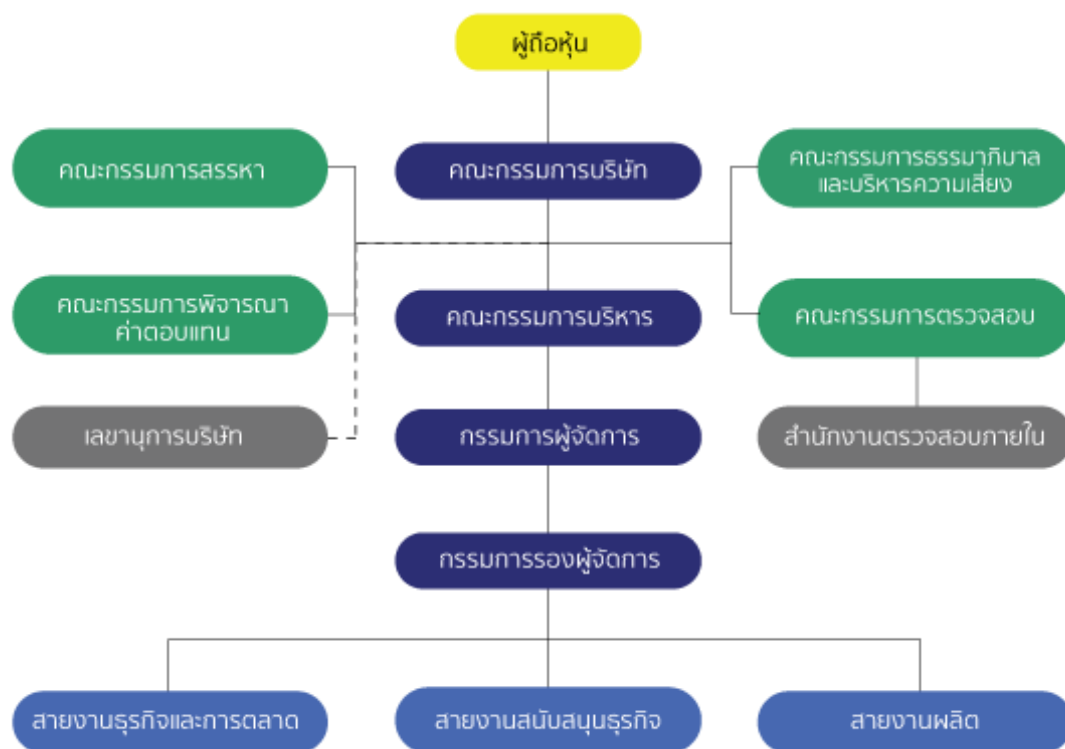 ผู้ถือหุ้น
คณะกรรมการสรรหา
คณะกรรมการบริษัท
คณะกรรมการธรรมาภิบาล
และบริหารความเสี่ยง
คณะกรรมการพิจารณา
ค่าตอบแทน
คณะกรรมการบริหาร
คณะกรรมการตรวจสอบ
เลขานุการบริษัท
กรรมการผู้จัดการ
สำนักงานตรวจสอบภายใน
กรรมการรองผู้จัดการ
สายงานธุรกิจและการตลาด
สายงานสนับสนุนธุรกิจ
สายงานผลิต